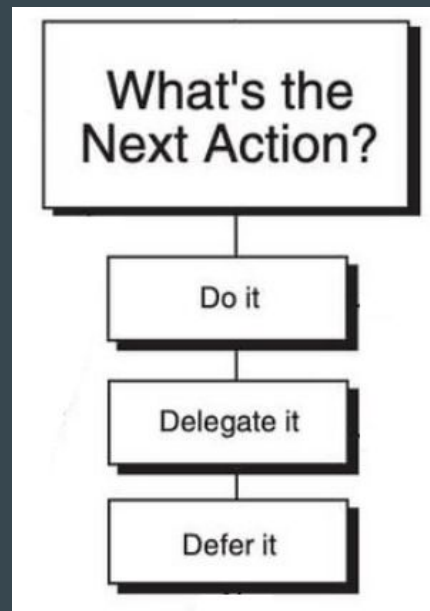 What's the
Next Action?
Do it
Delegate it
Defer it